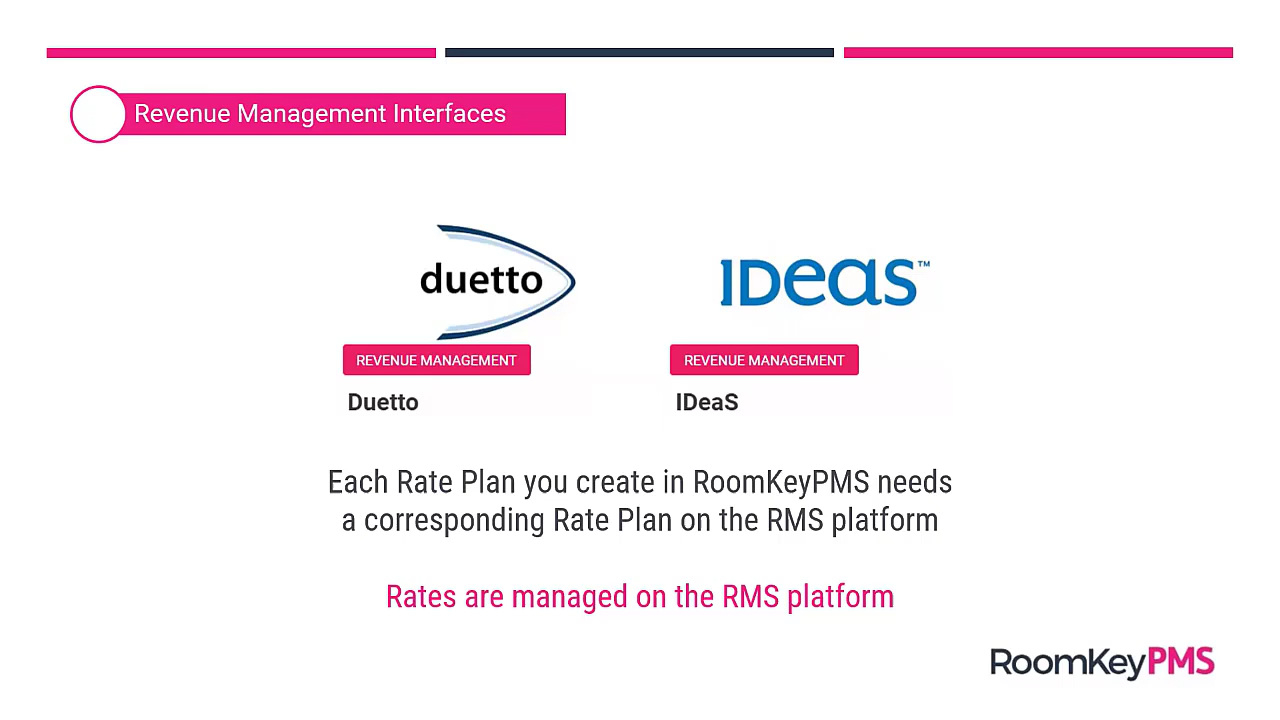 Revenue Management Interfaces
duetto
IDeaS™
REVENUE MANAGEMENT
REVENUE MANAGEMENT
Duetto
IDeaS
Each Rate Plan you create in RoomKeyPMS needs
a corresponding Rate Plan on the RMS platform
Rates are managed on the RMS platform
RoomKeyPMS